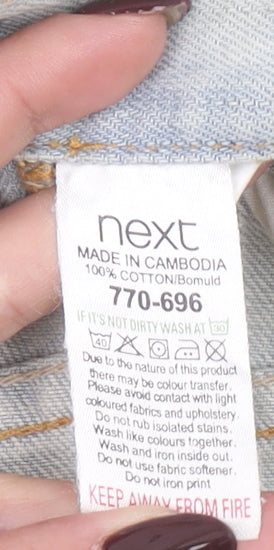 next
MADE IN CAMBODIA
100% COTTON/Bomuld
770-696
IF IT'S NOT DIRTY WASH AT 30
40
Due to the nature of this product
there may be colour transfer.
Please avoid contact with light
coloured fabrics and upholstery.
Do not rub isolated stains.
Wash like colours together.
Wash and iron inside out.
Do not use fabric softener.
Do not iron print
KEEP AWAY FROM FIRE